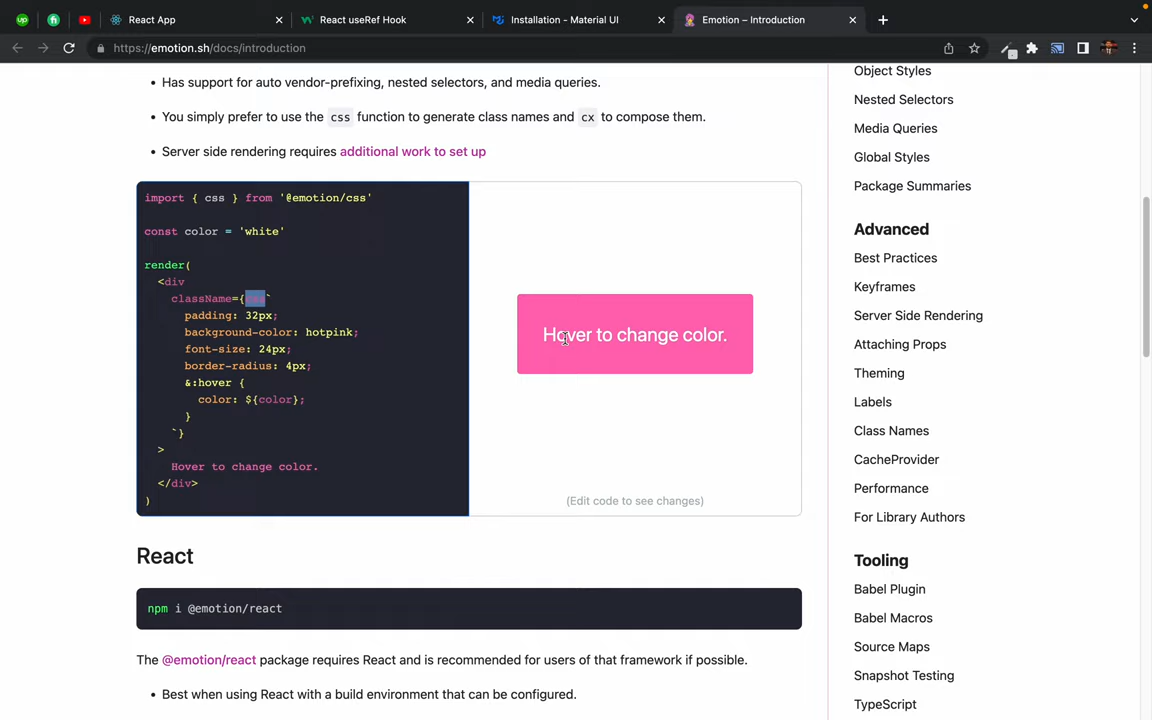 React App
React useRef Hook
Installation - Material UI
Emotion – Introduction
https://emotion.sh/docs/introduction
• Has support for auto vendor-prefixing, nested selectors, and media queries.
• You simply prefer to use the css function to generate class names and cx to compose them.
• Server side rendering requires additional work to set up
import { css } from '@emotion/css'
const color = 'white'
render(
<div
className={css`
padding: 32px;
background-color: hotpink;
font-size: 24px;
border-radius: 4px;
&:hover {
color: ${color};
}
`}
>
Hover to change color.
</div>
)
Hover to change color.
(Edit code to see changes)
React
npm i @emotion/react
The @emotion/react package requires React and is recommended for users of that framework if possible.
• Best when using React with a build environment that can be configured.
Object Styles
Nested Selectors
Media Queries
Global Styles
Package Summaries
Advanced
Best Practices
Keyframes
Server Side Rendering
Attaching Props
Theming
Labels
Class Names
CacheProvider
Performance
For Library Authors
Tooling
Babel Plugin
Babel Macros
Source Maps
Snapshot Testing
TypeScript